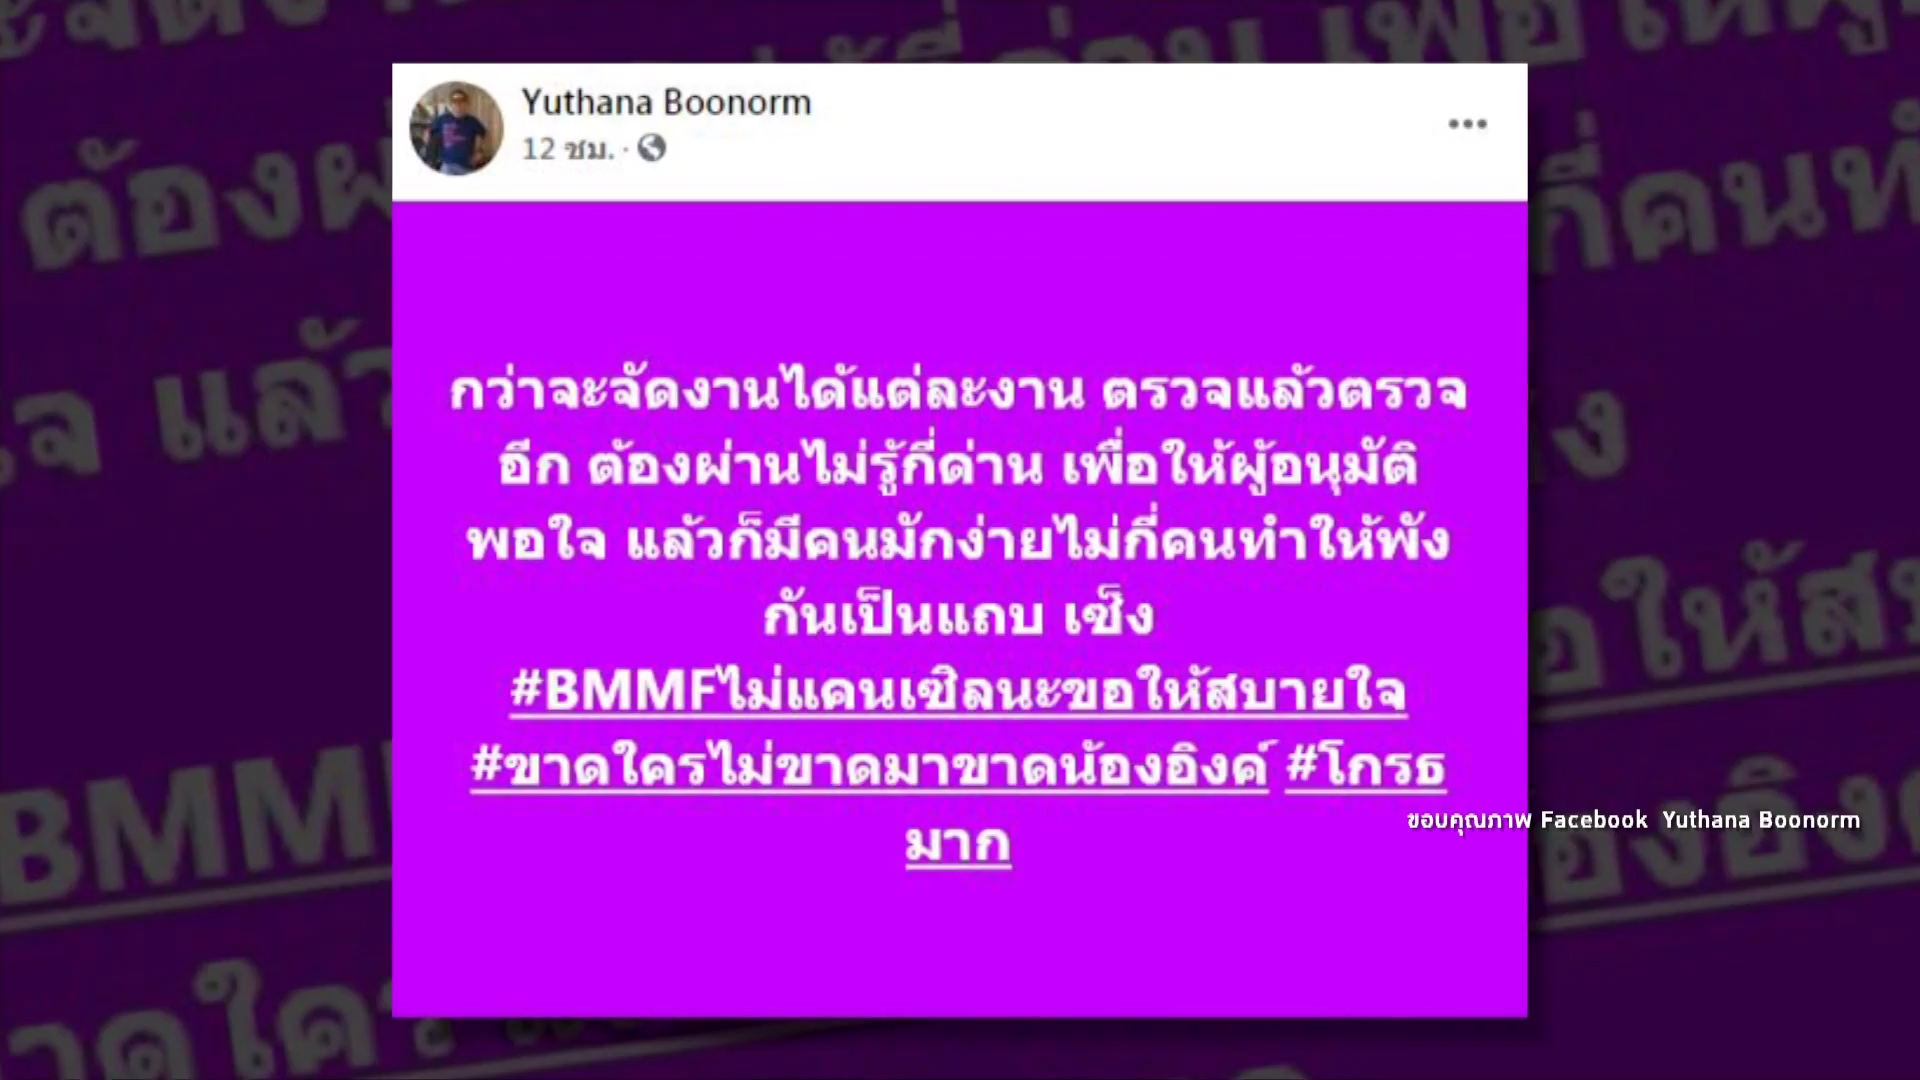 Yuthana Boonorm
12 ชม. ·
กว่าจะจัดงานได้แต่ละงาน ตรวจแล้วตรวจ
อีก ต้องผ่านไม่รู้กี่ด่าน เพื่อให้ผู้อนุมัติ
พอใจ แล้วก็มีคนมักง่ายไม่กี่คนทำให้พัง
กันเป็นแถบ เซ็ง
#BMMFไม่แคนเซิลนะขอให้สบายใจ
#ขาดใครไม่ขาดมาขาดน้องอิงค์ #โกรธ
มาก
ขอบคุณภาพ Facebook Yuthana Boonorm